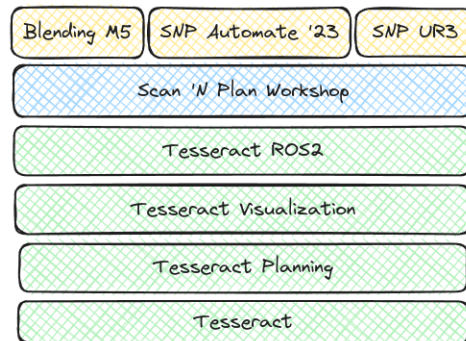 Blending M5
SNP Automate '23
SNP UR3
Scan 'N Plan Workshop
Tesseract ROS2
Tesseract Visualization
Tesseract Planning
Tesseract